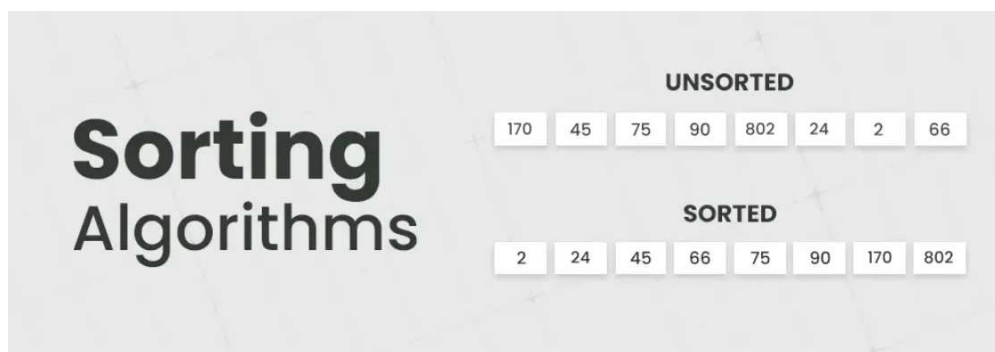 Sorting
Algorithms
UNSORTED
170 45 75 90 802 24 2 66
SORTED
2 24 45 66 75 90 170 802